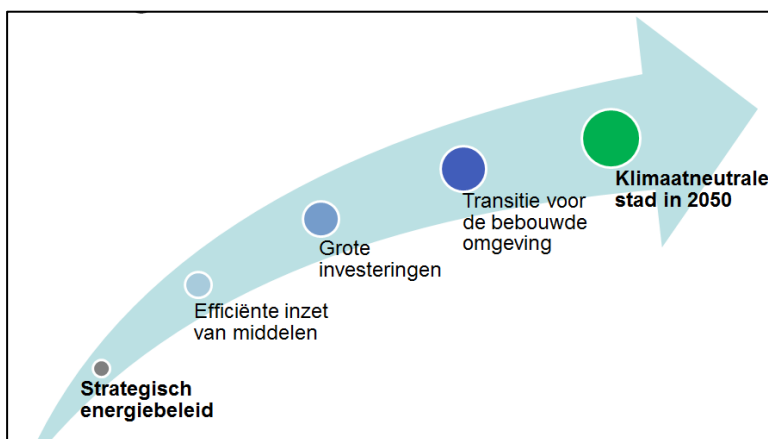 Klimaatneutrale
stad in 2050
Transitie voor
de bebouwde
omgeving
Grote
investeringen
Efficiënte inzet
van middelen
Strategisch
energiebeleid